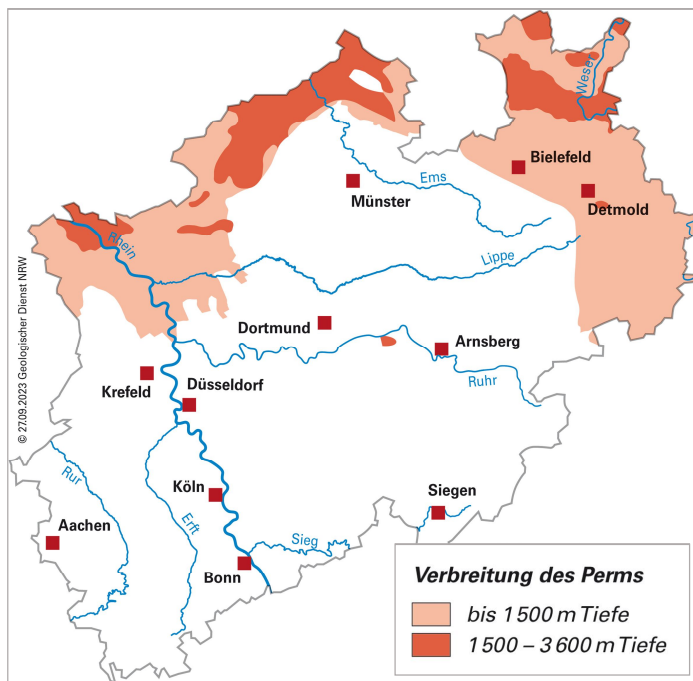 Weser
Bielefeld
Ems
Münster
Detmold
Rhein
Lippe
Dortmund
Arnsberg
Krefeld
Düsseldorf
Ruhr
Rur
Köln
Siegen
Erft
Aachen
Sieg
Bonn
© 27.09.2023 Geologischer Dienst NRW
Verbreitung des Perms
bis 1 500 m Tiefe
1 500 – 3 600 m Tiefe